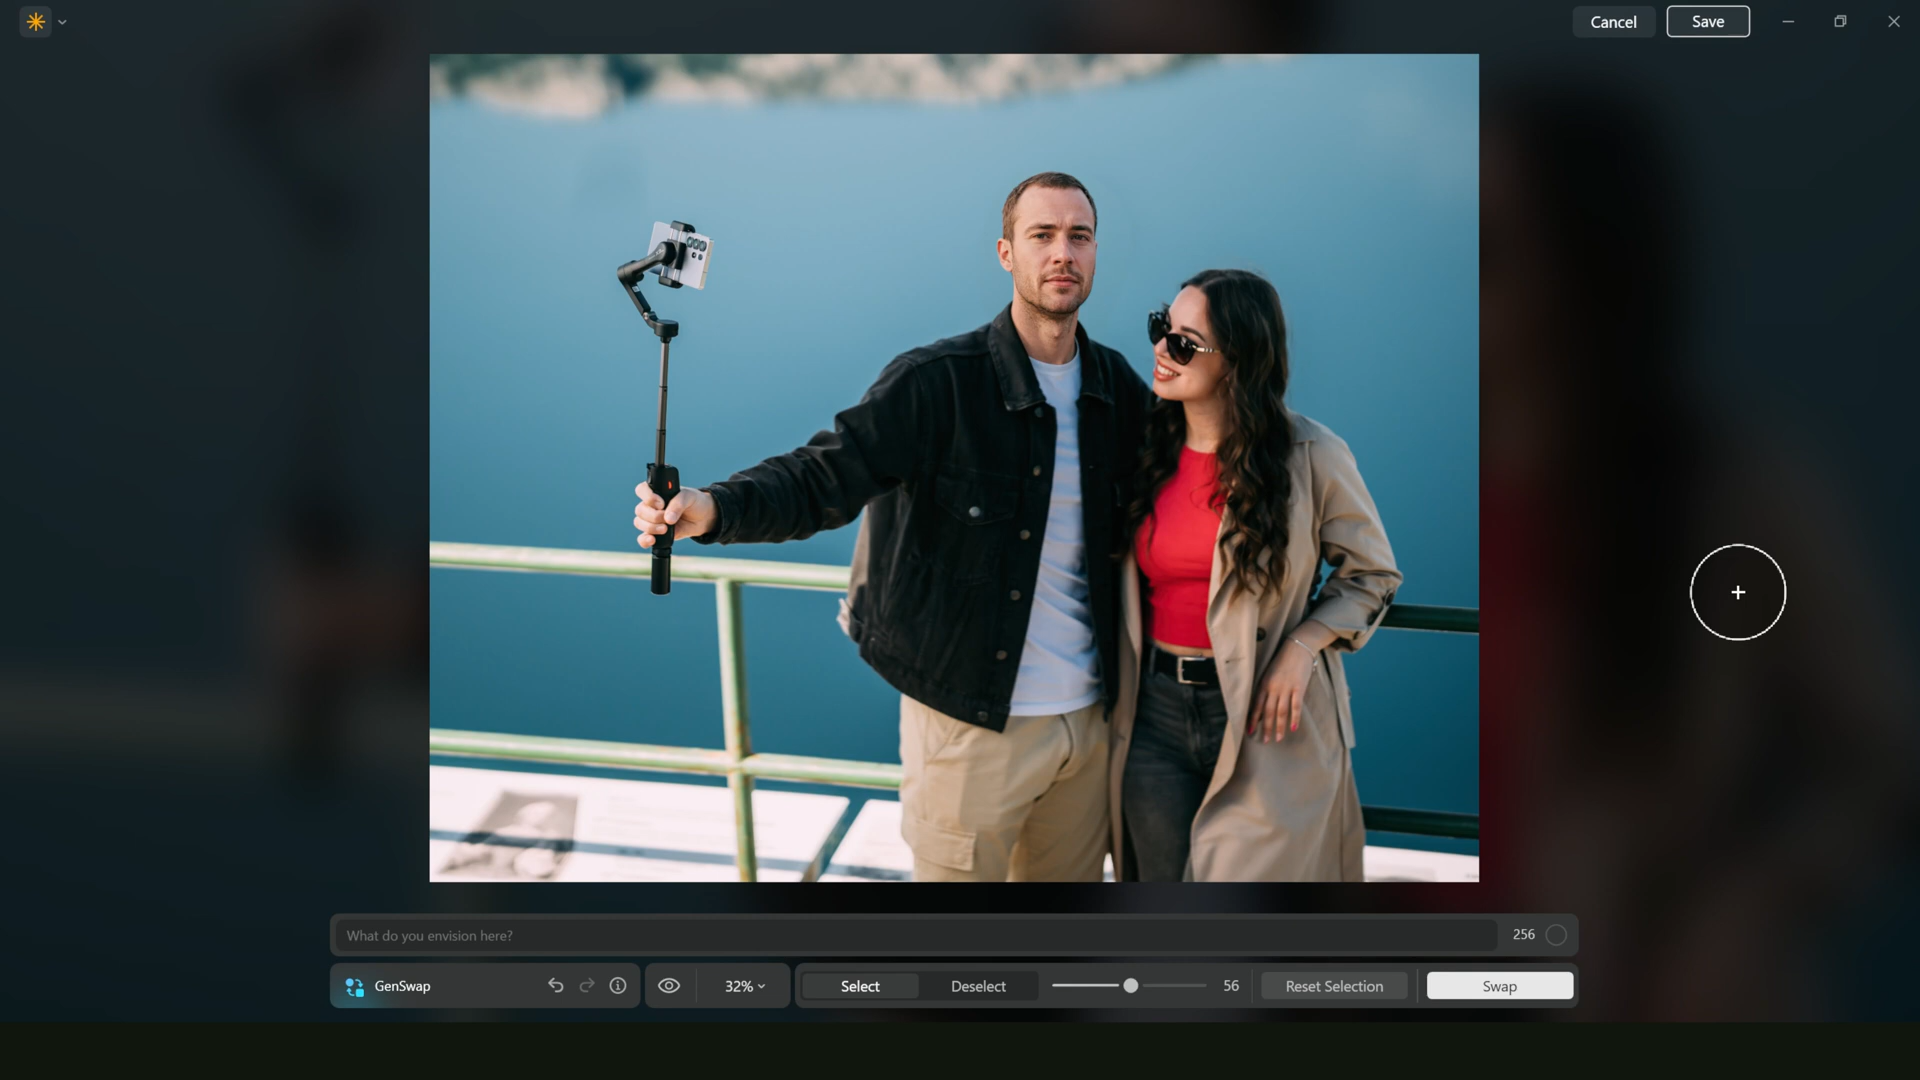 Cancel
Save
What do you envision here?
256
GenSwap
32%
Select
Deselect
56
Reset Selection
Swap